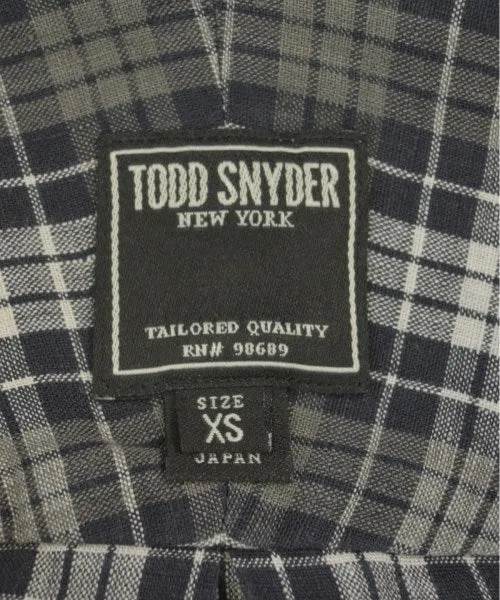 TODD SNYDER
NEW YORK
TAILORED QUALITY
RN# 98689
SIZE
XS
JAPAN